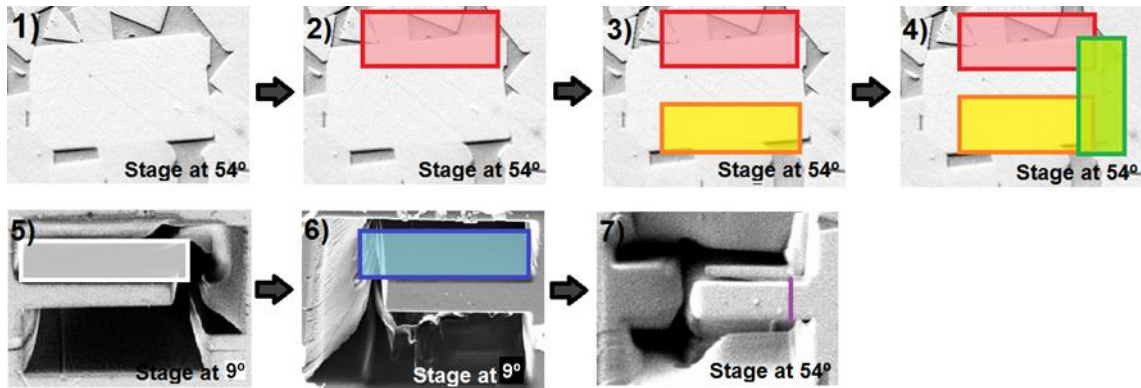 1)
Stage at 54º
2)
Stage at 54º
3)
Stage at 54º
4)
Stage at 54º
5)
Stage at 9º
6)
Stage at 9º
7)
Stage at 54º